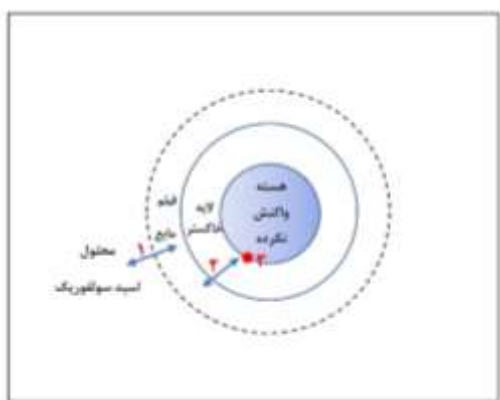 هسته
واکنش
نکرده
لایه
خاکستر
فیلم
مایع
۱
۲
۳
محلول
اسید سولفوریک